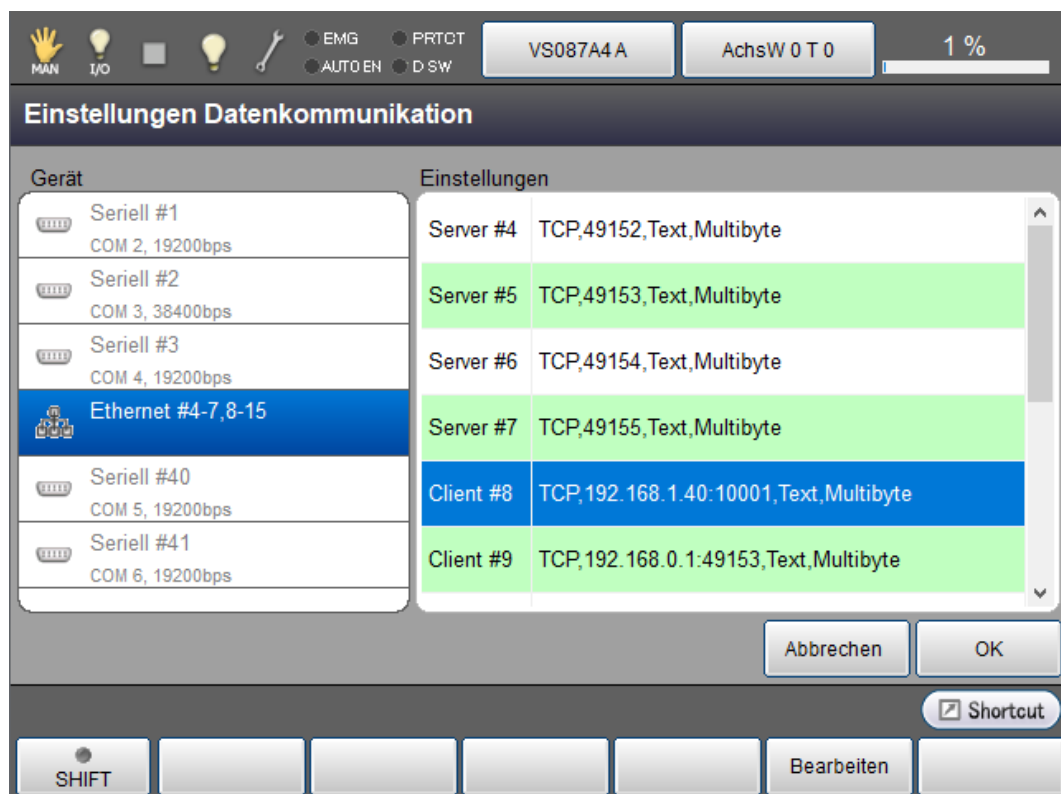 MAN
I/O
EMG
PRTCT
AUTO EN
D SW
VS087A4 A
AchsW 0 T 0
1 %
Einstellungen Datenkommunikation
Gerät
Seriell #1
COM 2, 19200bps
Seriell #2
COM 3, 38400bps
Seriell #3
COM 4, 19200bps
Ethernet #4-7,8-15
Seriell #40
COM 5, 19200bps
Seriell #41
COM 6, 19200bps
Einstellungen
Server #4 TCP,49152,Text,Multibyte
Server #5 TCP,49153,Text,Multibyte
Server #6 TCP,49154,Text,Multibyte
Server #7 TCP,49155,Text,Multibyte
Client #8 TCP,192.168.1.40:10001,Text,Multibyte
Client #9 TCP,192.168.0.1:49153,Text,Multibyte
Abbrechen
OK
Shortcut
SHIFT
Bearbeiten